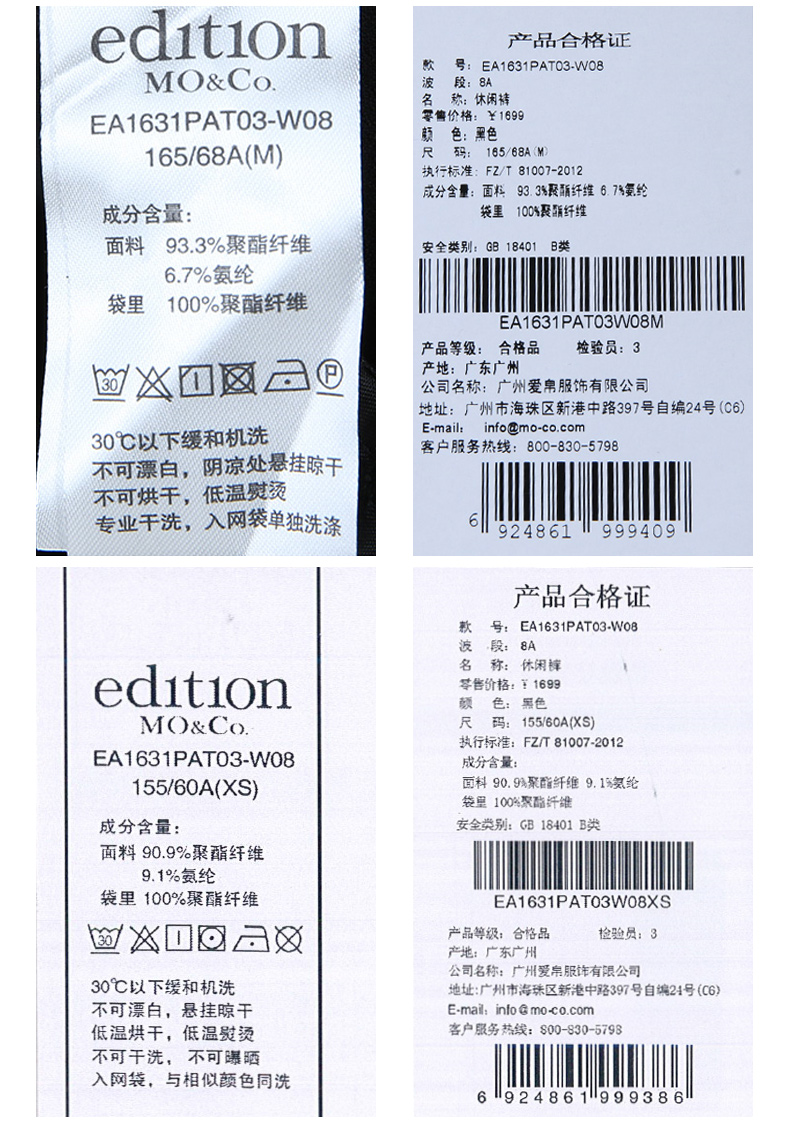 edition
MO&Co.
EA1631PAT03-W08
165/68A(M)
成分含量:
面料 93.3%聚酯纤维
6.7%氨纶
袋里 100%聚酯纤维
30
P
30℃以下缓和机洗
不可漂白，阴凉处悬挂晾干
不可烘干，低温熨烫
专业干洗，入网袋单独洗涤
产品合格证
款 号: EA1631PAT03-W08
波 段: 8A
名 称: 休闲裤
零售价格: ￥1699
颜 色: 黑色
尺 码: 165/68A(M)
执行标准: FZ/T 81007-2012
成分含量: 面料 93.3%聚酯纤维 6.7%氨纶
袋里 100%聚酯纤维
安全类别: GB 18401 B类
EA1631PAT03W08M
产品等级: 合格品 检验员: 3
产地: 广东广州
公司名称: 广州爱帛服饰有限公司
地址: 广州市海珠区新港中路397号自编24号(C6)
E-mail: info@mo-co.com
客户服务热线: 800-830-5798
6 924861 999409
edition
MO&Co.
EA1631PAT03-W08
155/60A(XS)
成分含量:
面料 90.9%聚酯纤维
9.1%氨纶
袋里 100%聚酯纤维
30
30℃以下缓和机洗
不可漂白，悬挂晾干
低温烘干，低温熨烫
不可干洗， 不可曝晒
入网袋，与相似颜色同洗
产品合格证
款 号: EA1631PAT03-W08
波 段: 8A
名 称: 休闲裤
零售价格: ￥1699
颜 色: 黑色
尺 码: 155/60A(XS)
执行标准: FZ/T 81007-2012
成分含量:
面料 90.9%聚酯纤维 9.1%氨纶
袋里 100%聚酯纤维
安全类别: GB 18401 B类
EA1631PAT03W08XS
产品等级: 合格品 检验员: 3
产地: 广东广州
公司名称: 广州爱帛服饰有限公司
地址:广州市海珠区新港中路397号自编24号(C6)
E-mail: info@mo-co.com
客户服务热线: 800-830-5798
6 924861 999386